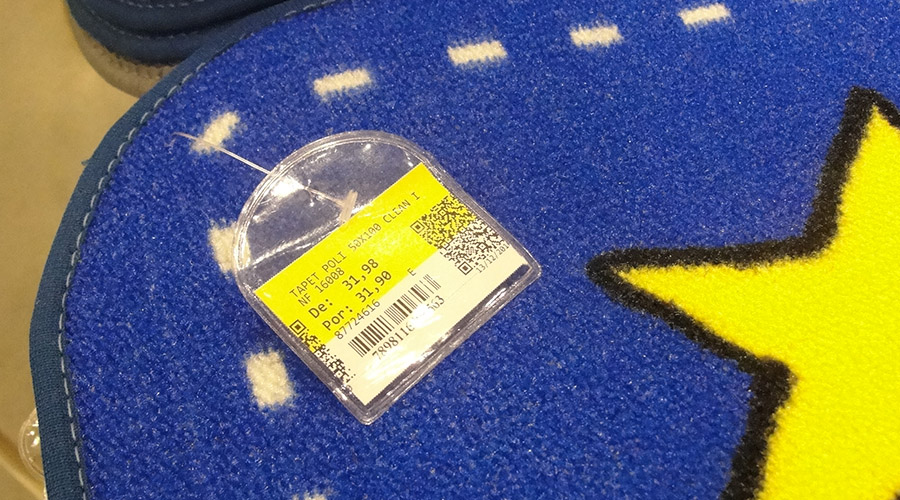 TAPET POLI 50X100 CLEAN I
NF 16008
De: 31,98
Por: 31,90
87724616 E